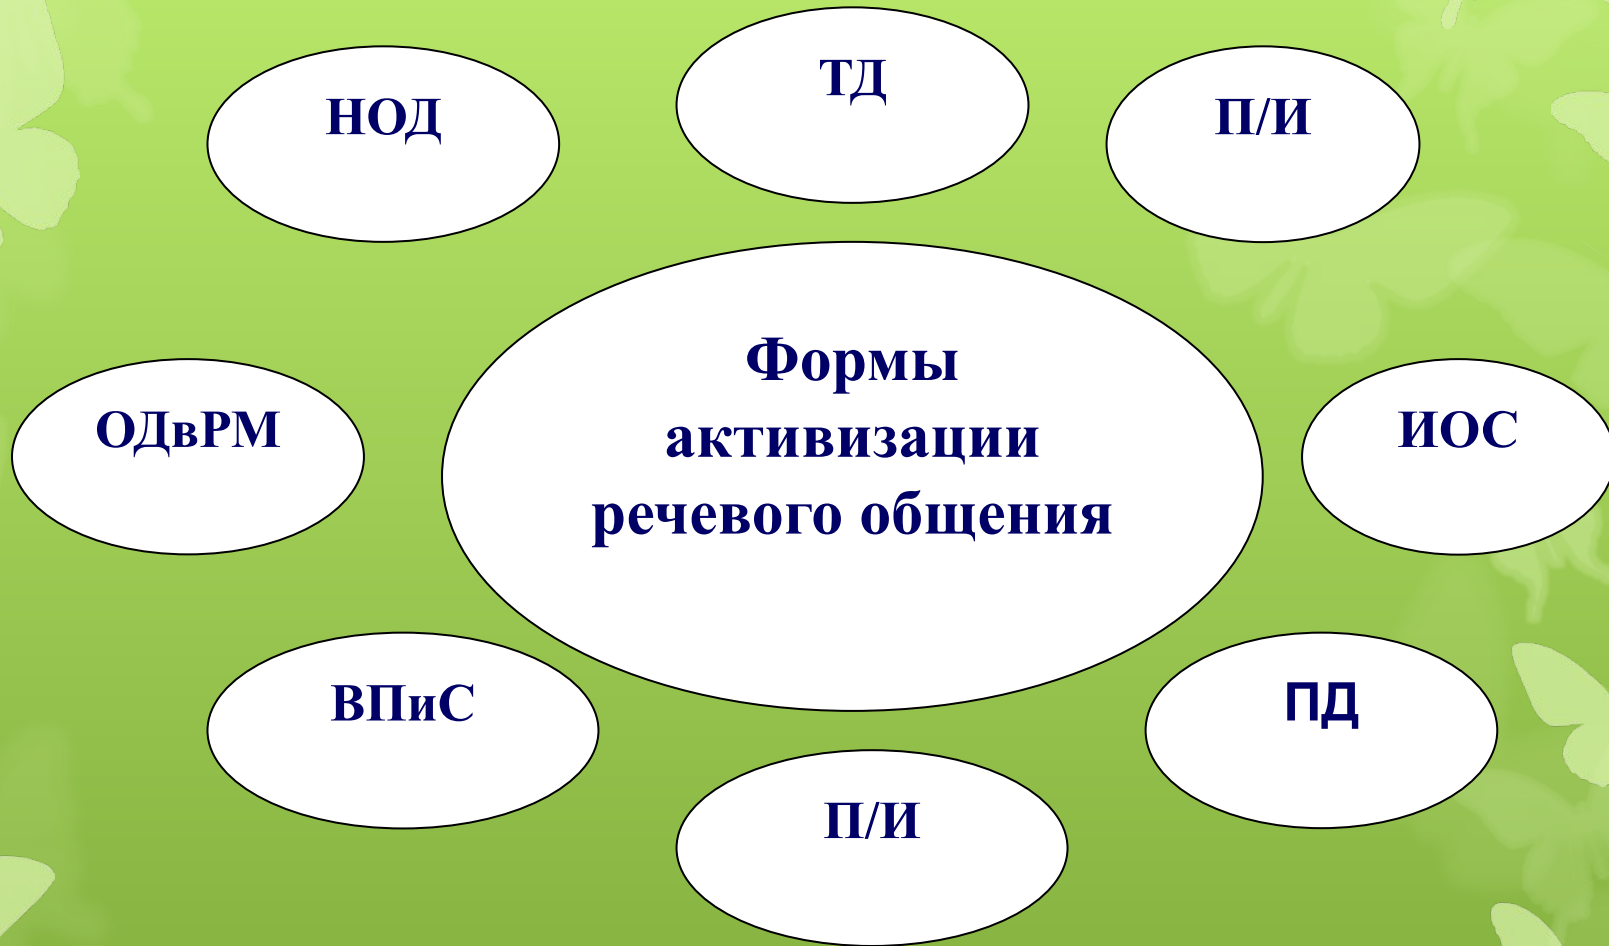 ТД
НОД
П/И
Формы
активизации
речевого общения
ОДвРМ
ИОС
ВПиС
ПД
П/И